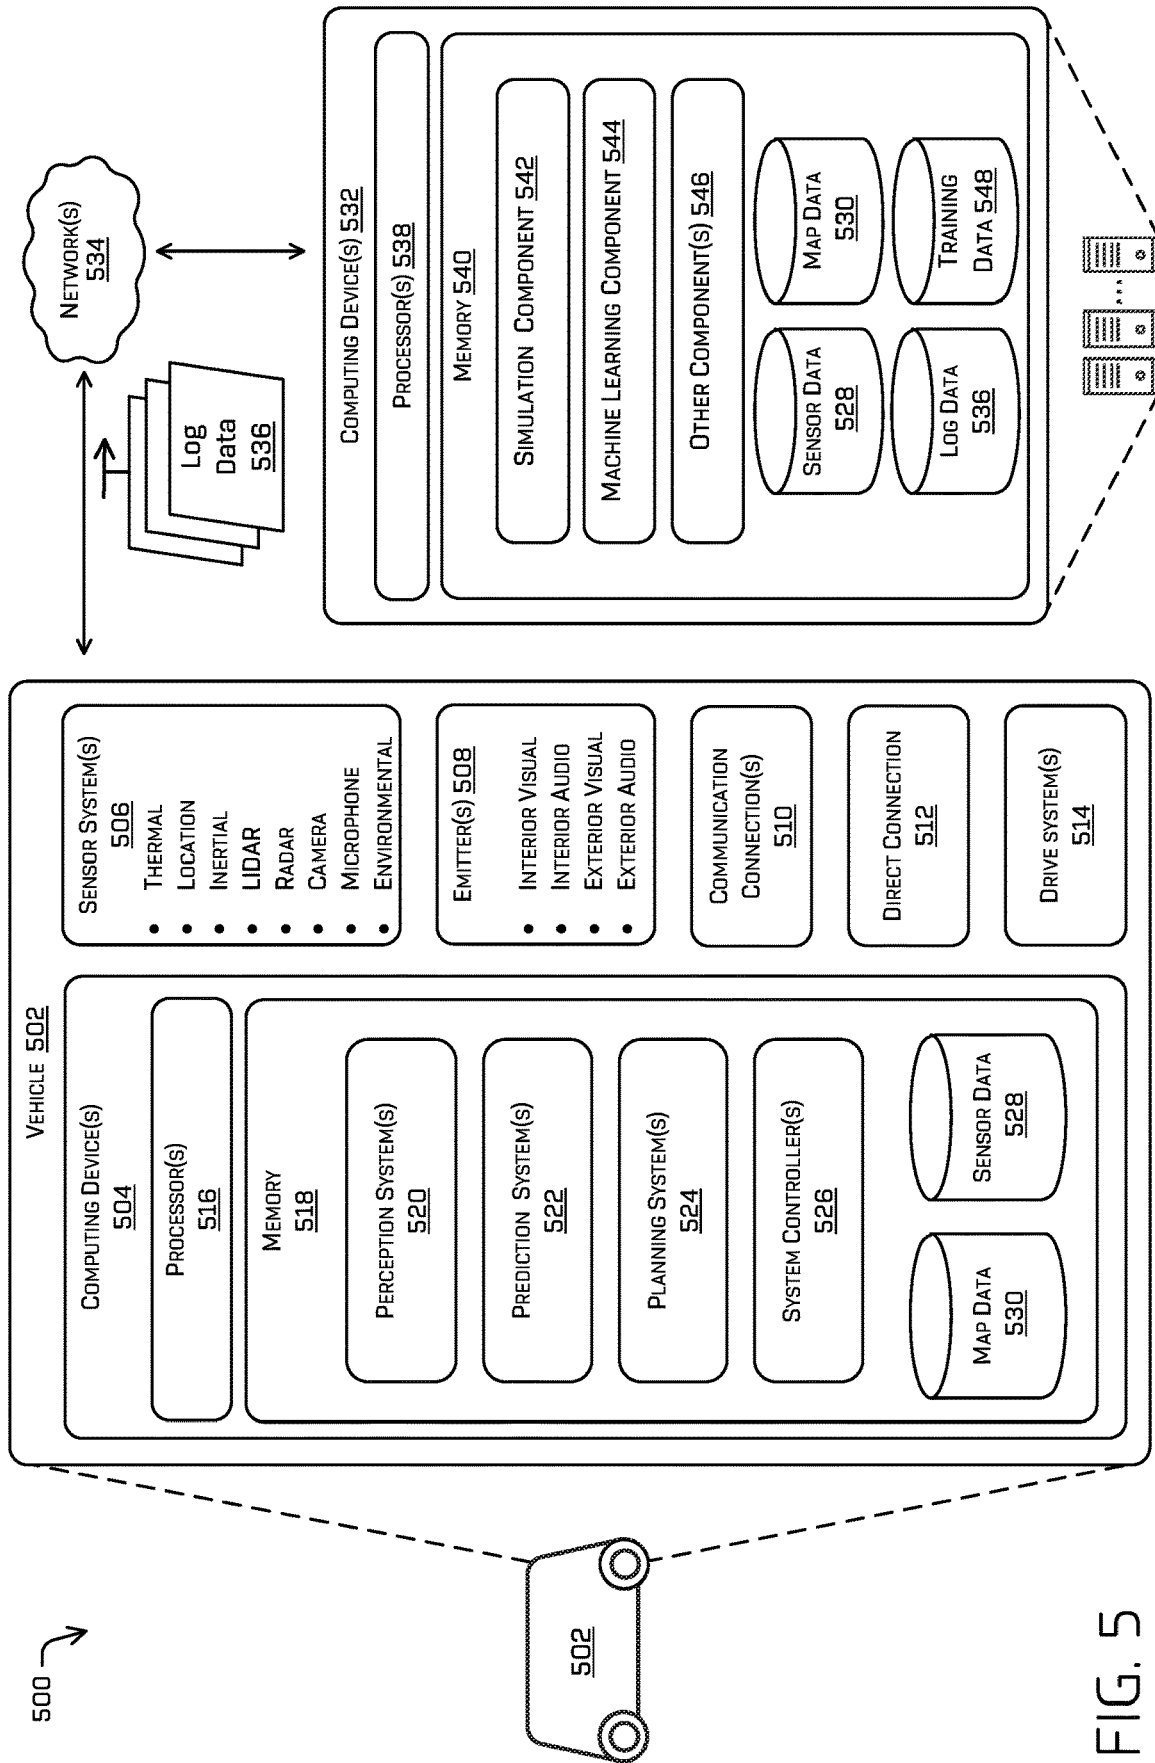 500
502
VEHICLE 502
COMPUTING DEVICE(S)
504
PROCESSOR(S)
516
MEMORY
518
PERCEPTION SYSTEM(S)
520
PREDICTION SYSTEM(S)
522
PLANNING SYSTEM(S)
524
SYSTEM CONTROLLER(S)
526
MAP DATA
530
SENSOR DATA
528
SENSOR SYSTEM(S)
506
• THERMAL
• LOCATION
• INERTIAL
• LIDAR
• RADAR
• CAMERA
• MICROPHONE
• ENVIRONMENTAL
EMITTER(S) 508
• INTERIOR VISUAL
• INTERIOR AUDIO
• EXTERIOR VISUAL
• EXTERIOR AUDIO
COMMUNICATION
CONNECTION(S)
510
DIRECT CONNECTION
512
DRIVE SYSTEM(S)
514
NETWORK(S)
534
Log
Data
536
COMPUTING DEVICE(S) 532
PROCESSOR(S) 538
MEMORY 540
SIMULATION COMPONENT 542
MACHINE LEARNING COMPONENT 544
OTHER COMPONENT(S) 546
SENSOR DATA
528
MAP DATA
530
LOG DATA
536
TRAINING
DATA 548
...
FIG. 5